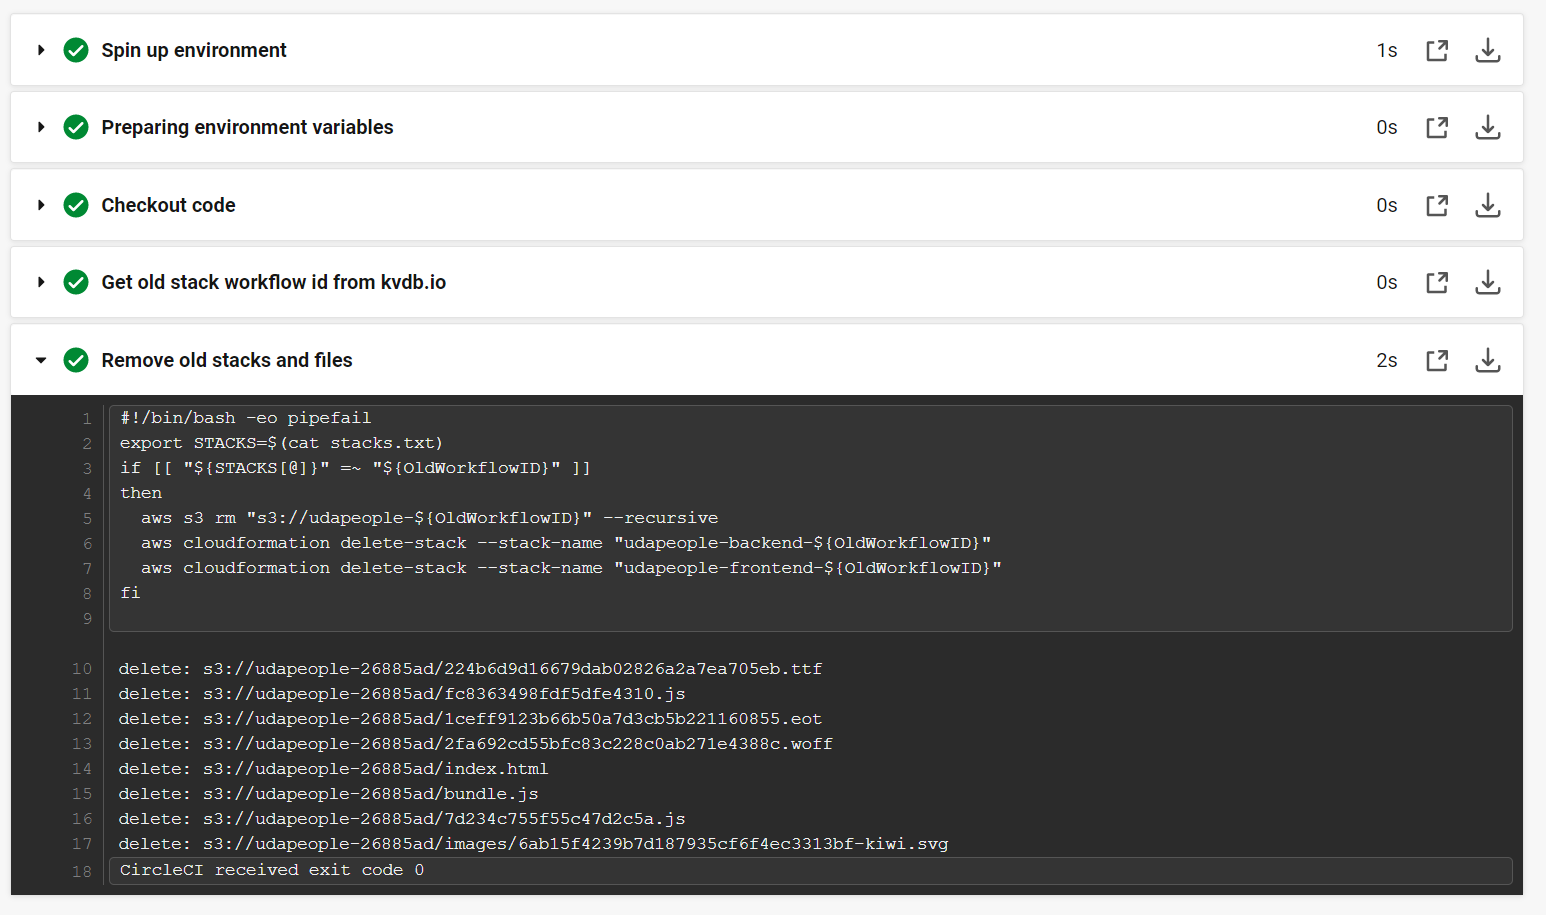 Spin up environment 1s
Preparing environment variables 0s
Checkout code 0s
Get old stack workflow id from kvdb.io 0s
Remove old stacks and files 2s
1 #!/bin/bash -eo pipefail
2 export STACKS=$(cat stacks.txt)
3 if [[ "${STACKS[@]}" =~ "${OldWorkflowID}" ]]
4 then
5   aws s3 rm "s3://udapeople-${OldWorkflowID}" --recursive
6   aws cloudformation delete-stack --stack-name "udapeople-backend-${OldWorkflowID}"
7   aws cloudformation delete-stack --stack-name "udapeople-frontend-${OldWorkflowID}"
8 fi
9
10 delete: s3://udapeople-26885ad/224b6d9d16679dab02826a2a7ea705eb.ttf
11 delete: s3://udapeople-26885ad/fc8363498fdf5dfe4310.js
12 delete: s3://udapeople-26885ad/1ceff9123b66b50a7d3cb5b221160855.eot
13 delete: s3://udapeople-26885ad/2fa692cd55bfc83c228c0ab271e4388c.woff
14 delete: s3://udapeople-26885ad/index.html
15 delete: s3://udapeople-26885ad/bundle.js
16 delete: s3://udapeople-26885ad/7d234c755f55c47d2c5a.js
17 delete: s3://udapeople-26885ad/images/6ab15f4239b7d187935cf6f4ec3313bf-kiwi.svg
18 CircleCI received exit code 0